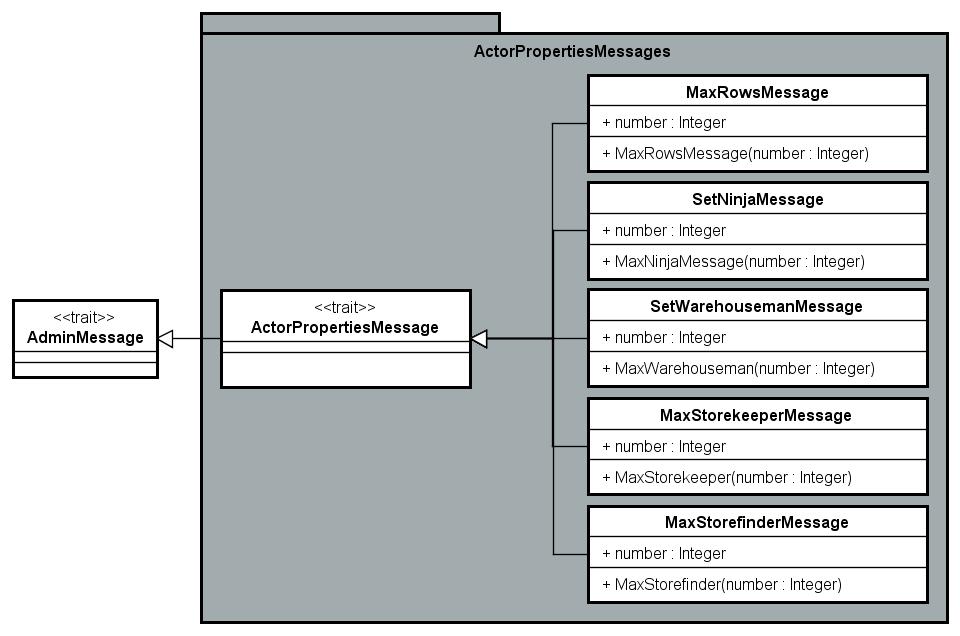 ActorPropertiesMessages
MaxRowsMessage
+ number : Integer
+ MaxRowsMessage(number : Integer)
SetNinjaMessage
+ number : Integer
+ MaxNinjaMessage(number : Integer)
<<trait>>
AdminMessage
<<trait>>
ActorPropertiesMessage
SetWarehousemanMessage
+ number : Integer
+ MaxWarehouseman(number : Integer)
MaxStorekeeperMessage
+ number : Integer
+ MaxStorekeeper(number : Integer)
MaxStorefinderMessage
+ number : Integer
+ MaxStorefinder(number : Integer)